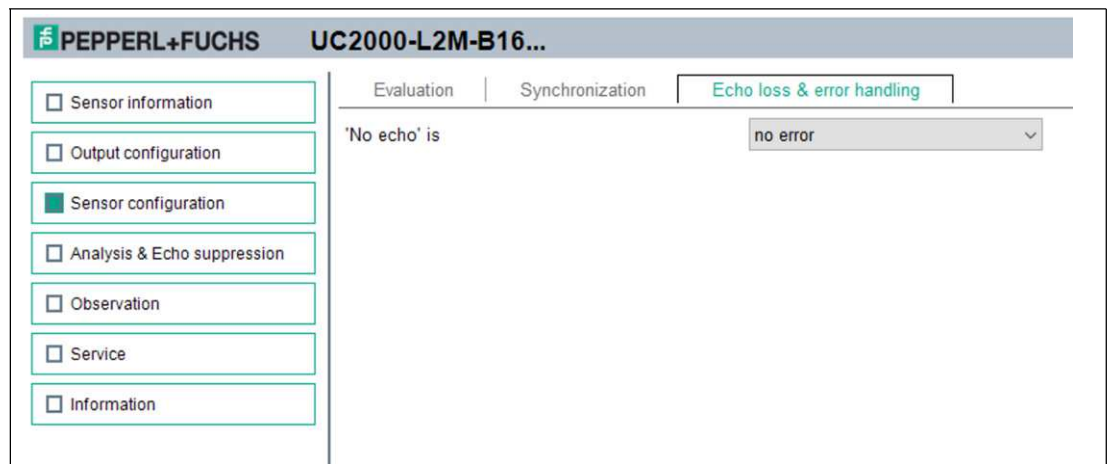 PEPPERL+FUCHS UC2000-L2M-B16...
Sensor information
Output configuration
Sensor configuration
Analysis & Echo suppression
Observation
Service
Information
Evaluation Synchronization Echo loss & error handling
'No echo' is no error